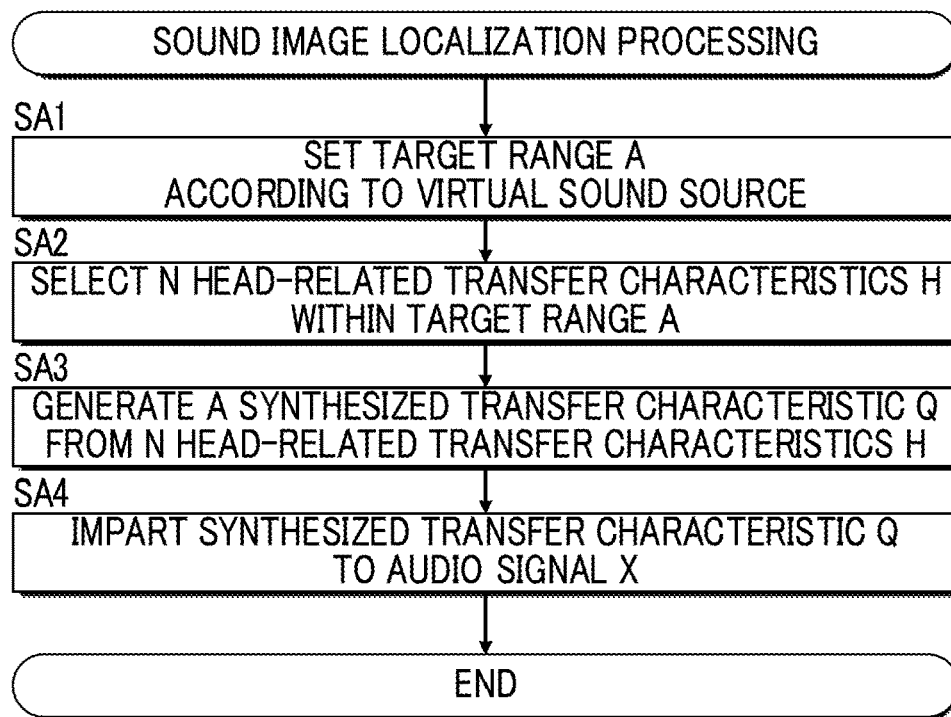 SOUND IMAGE LOCALIZATION PROCESSING
SA1
SET TARGET RANGE A
ACCORDING TO VIRTUAL SOUND SOURCE
SA2
SELECT N HEAD-RELATED TRANSFER CHARACTERISTICS H
WITHIN TARGET RANGE A
SA3
GENERATE A SYNTHESIZED TRANSFER CHARACTERISTIC Q
FROM N HEAD-RELATED TRANSFER CHARACTERISTICS H
SA4
IMPART SYNTHESIZED TRANSFER CHARACTERISTIC Q
TO AUDIO SIGNAL X
END